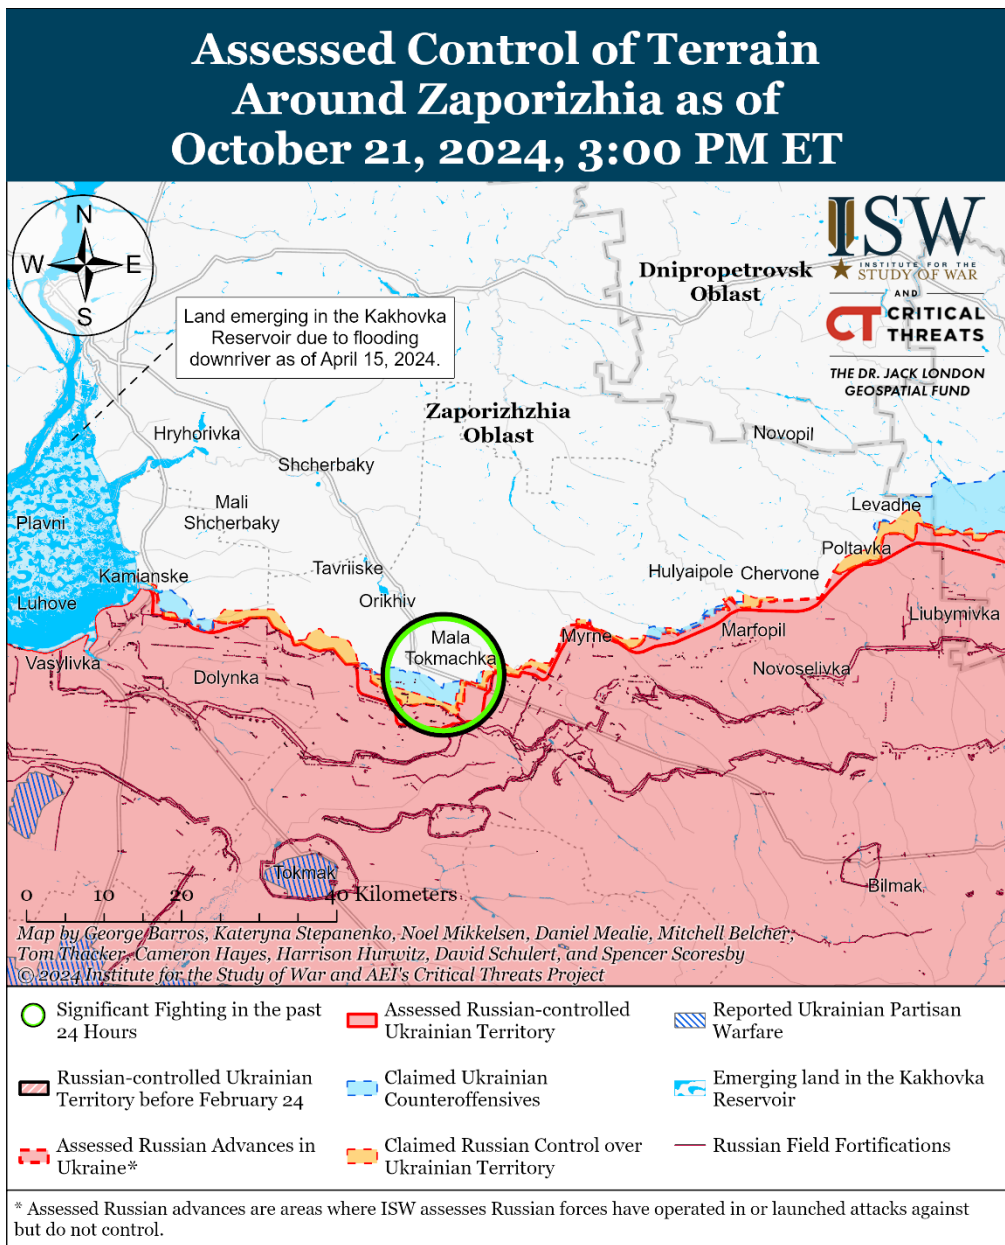 Assessed Control of Terrain
Around Zaporizhia as of
October 21, 2024, 3:00 PM ET
N
W E
S
ISW
INSTITUTE FOR THE
STUDY OF WAR
AND
CT CRITICAL
THREATS
THE DR. JACK LONDON
GEOSPATIAL FUND
Dnipropetrovsk
Oblast
Land emerging in the Kakhovka
Reservoir due to flooding
downriver as of April 15, 2024.
Zaporizhzhia
Oblast
Hryhorivka
Novopil
Shcherbaky
Mali
Shcherbaky
Levadne
Plavni
Poltavka
Kamianske
Tavriiske
Hulyaipole
Chervone
Luhove
Orikhiv
Liubymivka
Mala
Tokmachka
Myrne
Marfopil
Vasylivka
Dolynka
Novoselivka
Tokmak
Bilmak
0 10 20 40 Kilometers
Map by George Barros, Kateryna Stepanenko, Noel Mikkelsen, Daniel Mealie, Mitchell Belcher,
Tom Thacker, Cameron Hayes, Harrison Hurwitz, David Schulert, and Spencer Scoresby
© 2024 Institute for the Study of War and AEI's Critical Threats Project
Significant Fighting in the past
24 Hours
Russian-controlled Ukrainian
Territory before February 24
Assessed Russian Advances in
Ukraine*
Assessed Russian-controlled
Ukrainian Territory
Claimed Ukrainian
Counteroffensives
Claimed Russian Control over
Ukrainian Territory
Reported Ukrainian Partisan
Warfare
Emerging land in the Kakhovka
Reservoir
Russian Field Fortifications
* Assessed Russian advances are areas where ISW assesses Russian forces have operated in or launched attacks against
but do not control.